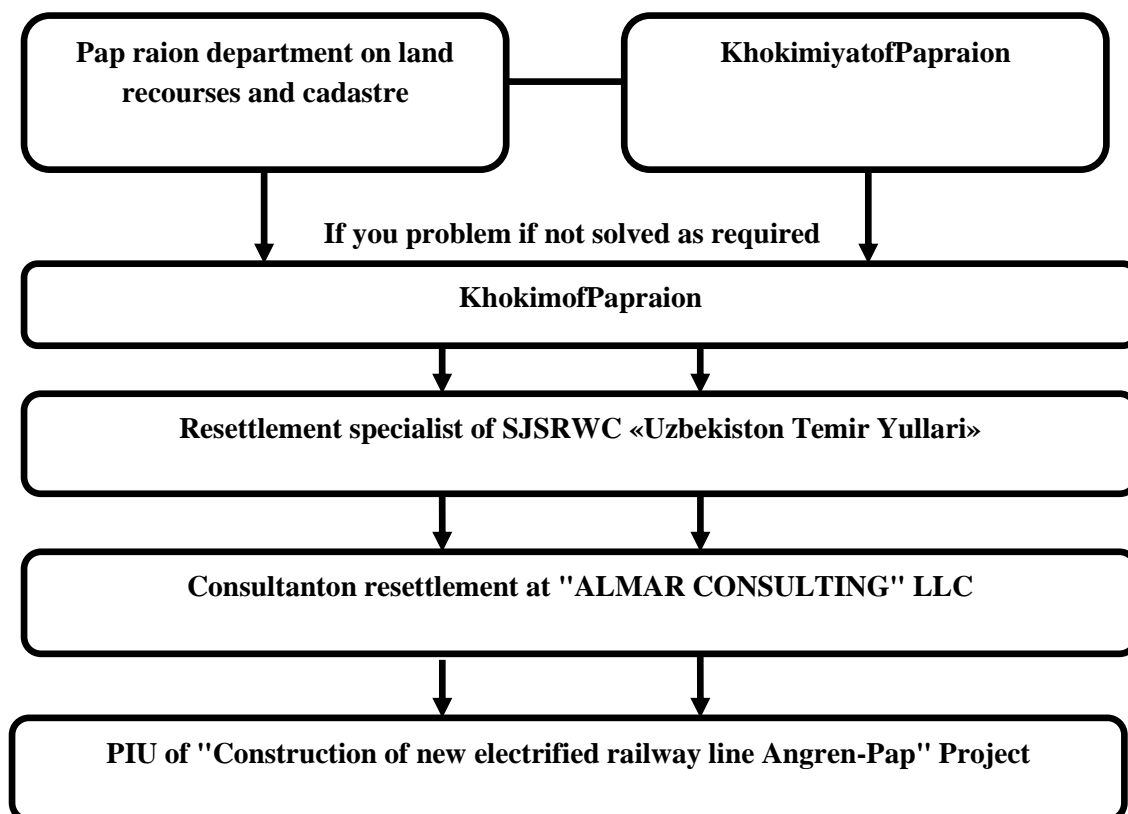 Pap raion department on land
recourses and cadastre
KhokimiyatofPapraion
If you problem if not solved as required
KhokimofPapraion
Resettlement specialist of SJSRWC «Uzbekiston Temir Yullari»
Consultanton resettlement at "ALMAR CONSULTING" LLC
PIU of "Construction of new electrified railway line Angren-Pap" Project